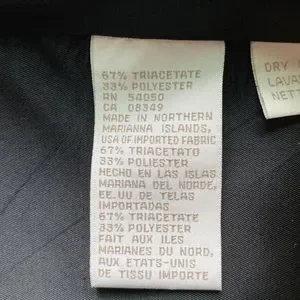 67% TRIACETATE
33% POLYESTER
RN 54050
CA 08349
MADE IN NORTHERN
MARIANNA ISLANDS,
USA OF IMPORTED FABRIC
67% TRIACETATO
33% POLIESTER
HECHO EN LAS ISLAS
MARIANA DEL NORDE,
EE.UU DE TELAS
IMPORTADAS
67% TRIACETATE
33% POLYESTER
FAIT AUX ILES
MARIANES DU NORD,
AUX ETATS-UNIS
DE TISSU IMPORTE
DRY
LAVA
NETT